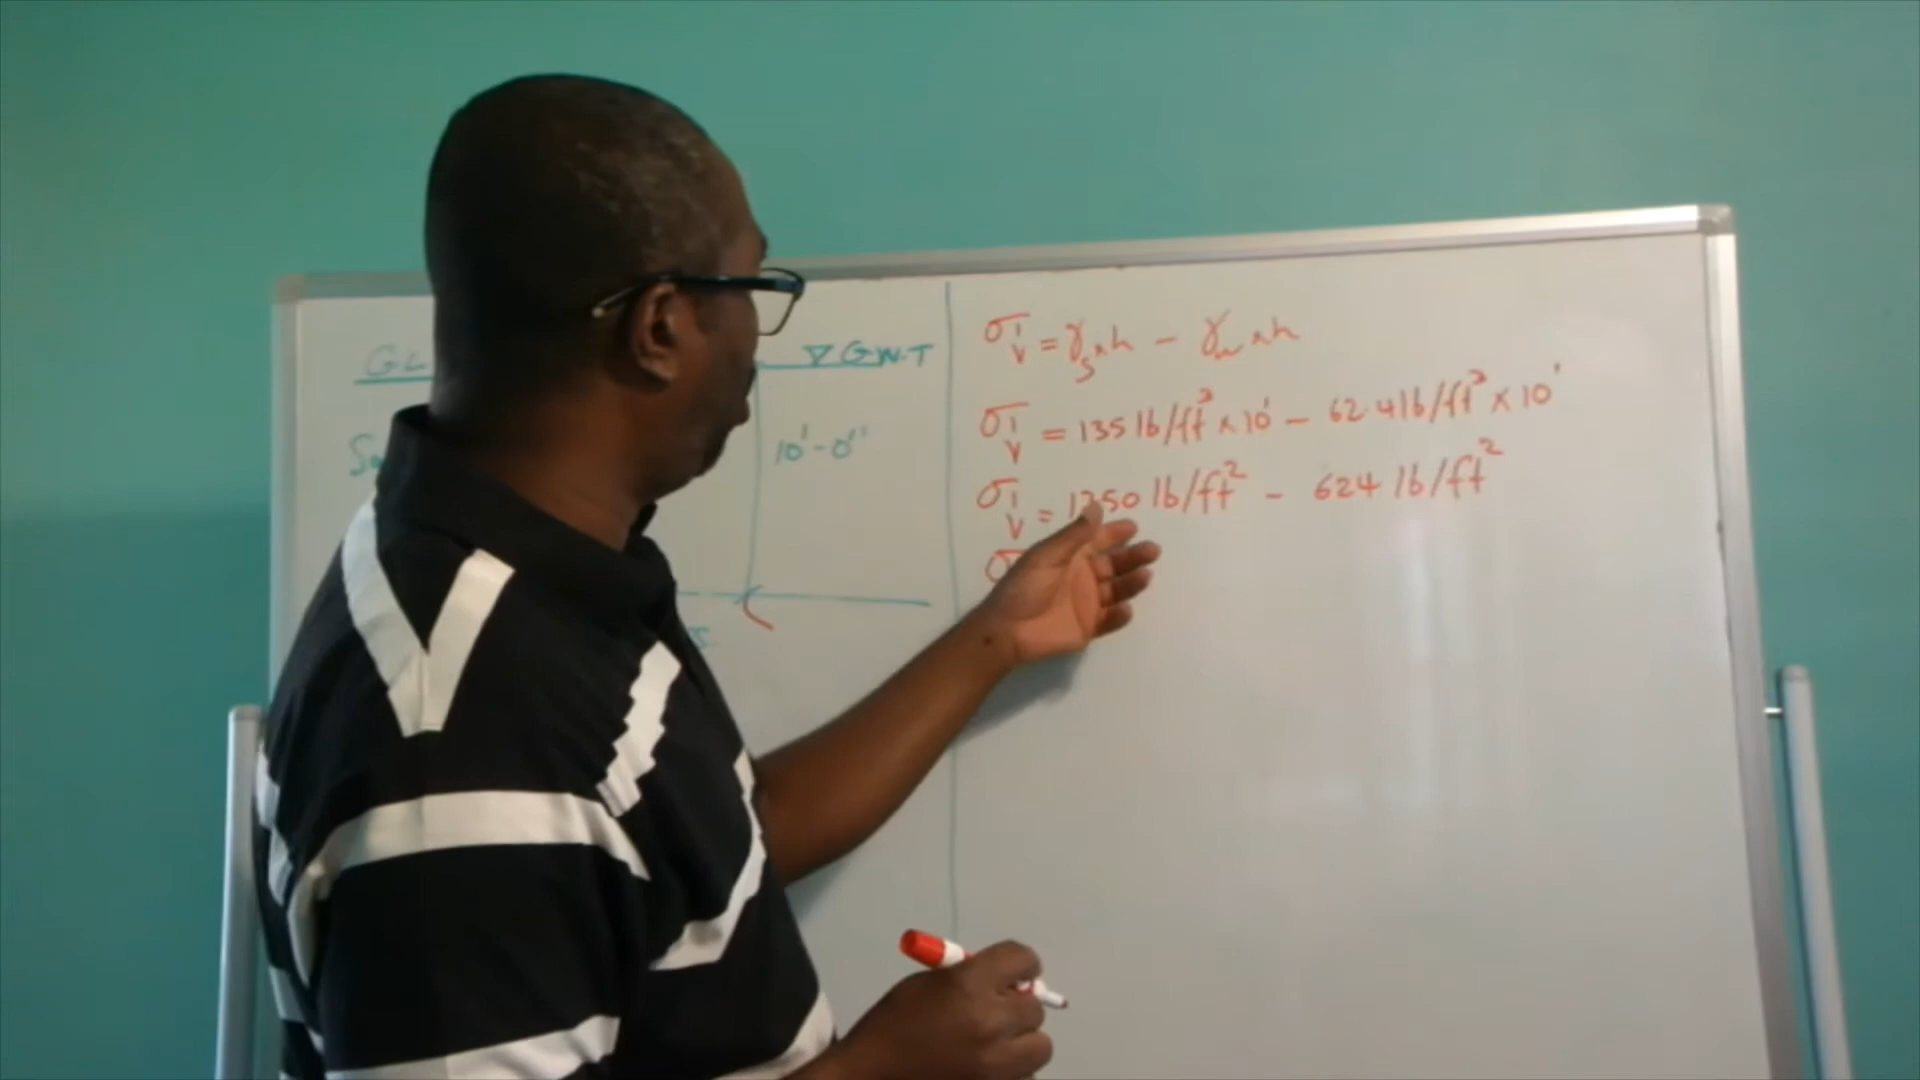 GL
∇ G.W.T
10'-0"
σ'v = γs×h - γw×h
σ'v = 135 lb/ft³ × 10' - 62.4 lb/ft³ × 10'
σ'v = 1350 lb/ft² - 624 lb/ft²